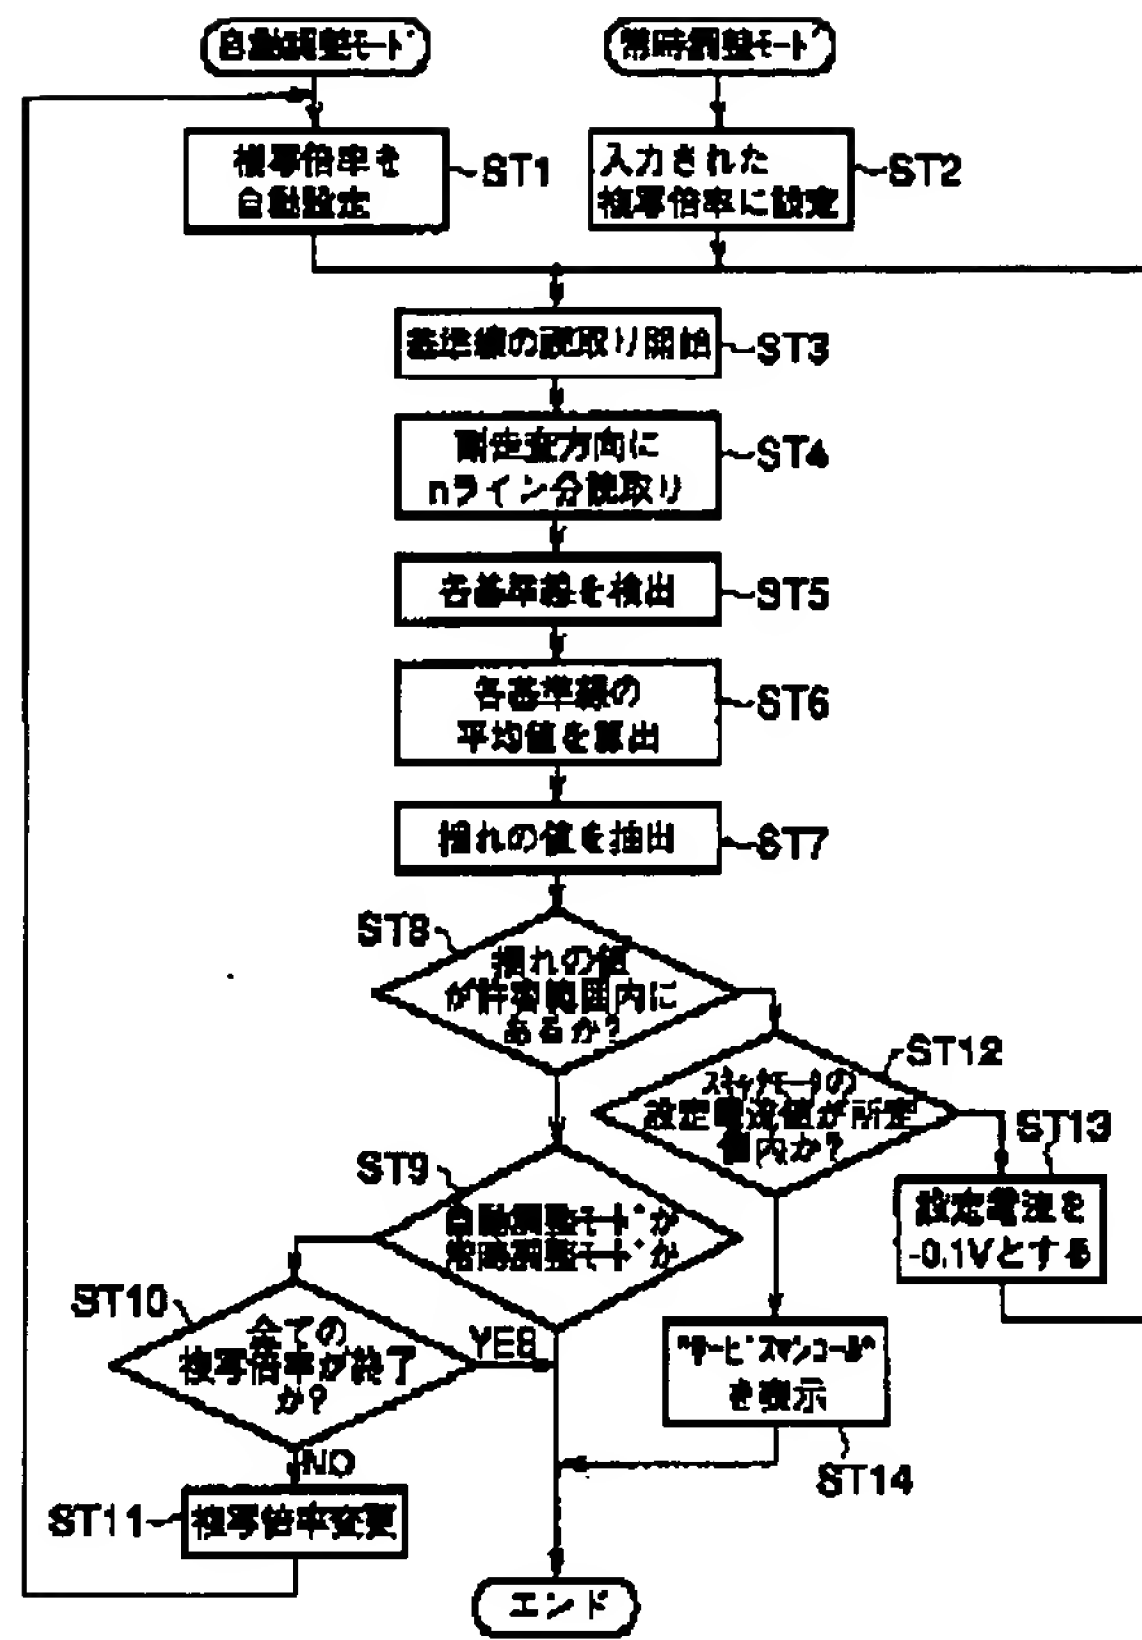 自動調整モード
常時調整モード
複写倍率を
自動設定
ST1
入力された
複写倍率に設定
ST2
基準線の読取り開始
ST3
副走査方向に
nライン分読取り
ST4
各基準線を検出
ST5
各基準線の
平均値を算出
ST6
揺れの値を抽出
ST7
ST8
揺れの値
が許容範囲内に
あるか?
ST12
スキャナモータの
設定電流値が所定
値内か?
ST13
設定電流を
-0.1Vとする
ST9
自動調整モードか
常時調整モードか
ST10
全ての
複写倍率が終了
か?
YES
NO
"サービスマンコール"
を表示
ST14
ST11
複写倍率変更
エンド